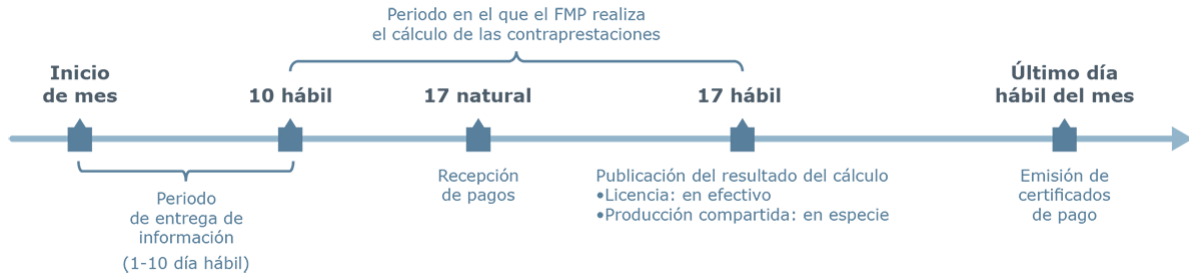 Periodo en el que el FMP realiza
el cálculo de las contraprestaciones
Inicio
de mes
10 hábil
17 natural
17 hábil
Último día
hábil del mes
Periodo
de entrega de
información
(1-10 día hábil)
Recepción
de pagos
Publicación del resultado del cálculo
•Licencia: en efectivo
•Producción compartida: en especie
Emisión de
certificados
de pago